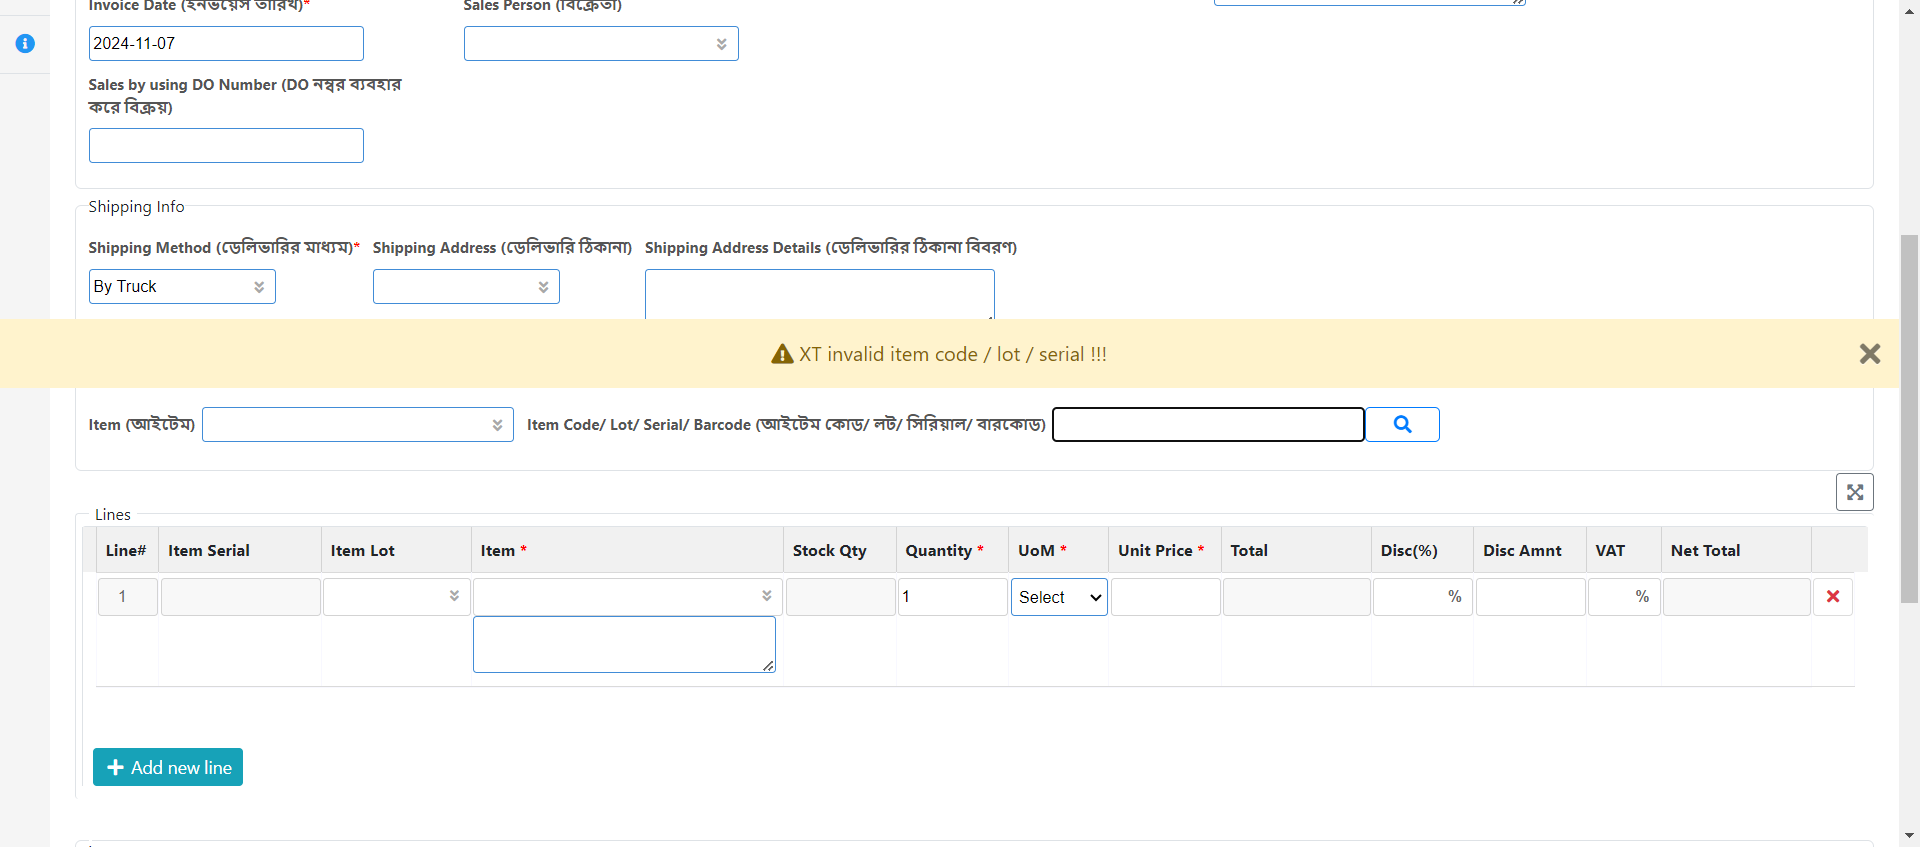 Invoice Date (ইনভয়েস তারিখ)*
Sales Person (বিক্রেতা)
2024-11-07
Sales by using DO Number (DO নম্বর ব্যবহার
করে বিক্রয়)
Shipping Info
Shipping Method (ডেলিভারির মাধ্যম)* Shipping Address (ডেলিভারি ঠিকানা) Shipping Address Details (ডেলিভারির ঠিকানা বিবরণ)
By Truck
XT invalid item code / lot / serial !!!
Item (আইটেম) Item Code/ Lot/ Serial/ Barcode (আইটেম কোড/ লট/ সিরিয়াল/ বারকোড)
Lines
Line# Item Serial Item Lot Item * Stock Qty Quantity * UoM * Unit Price * Total Disc(%) Disc Amnt VAT Net Total
1 1 Select % %
Add new line